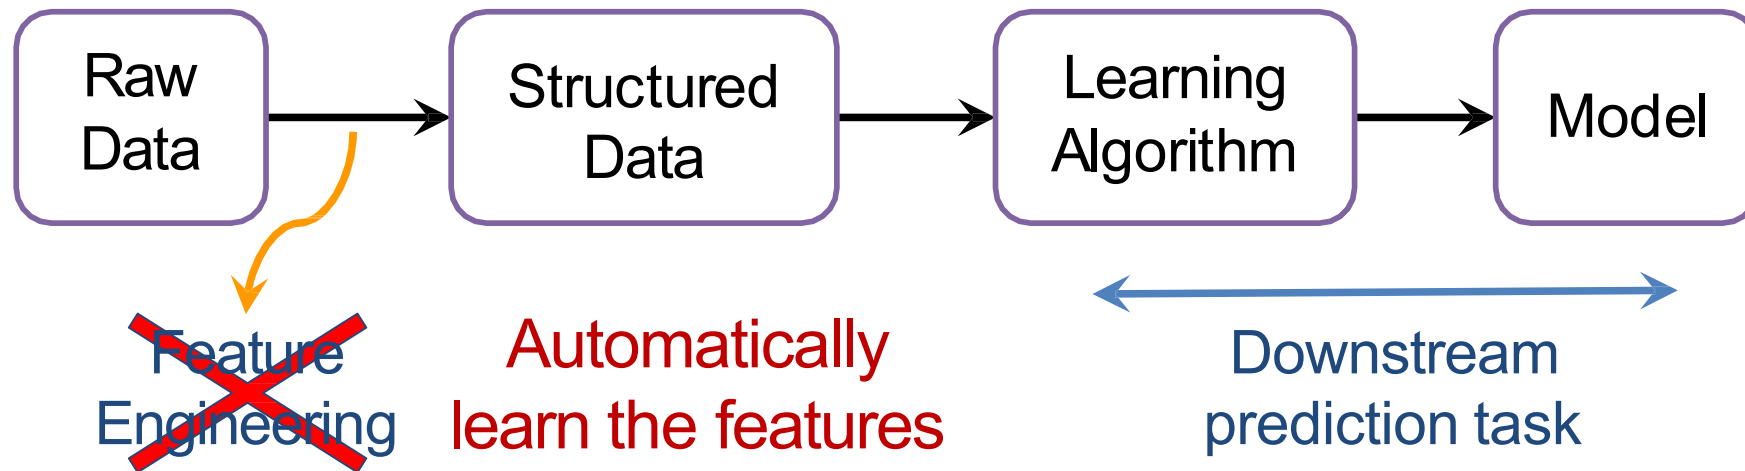 Raw
Data
Structured
Data
Learning
Algorithm
Model
Feature
Engineering
Automatically
learn the features
Downstream
prediction task